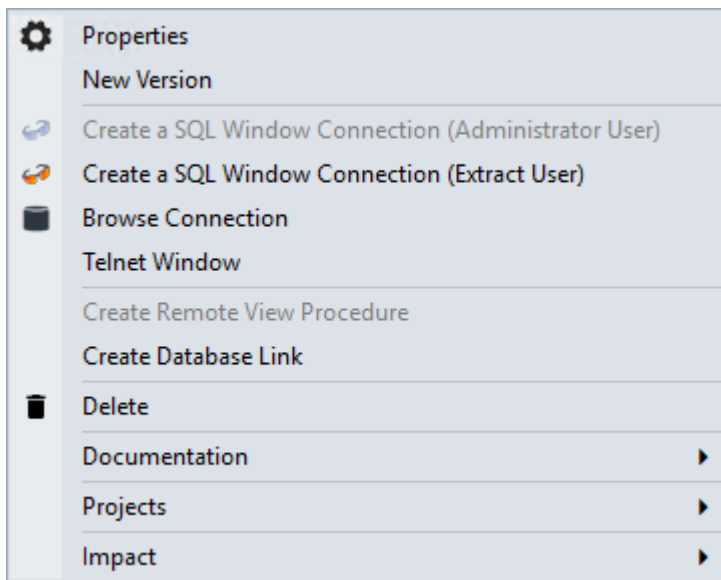 Properties
New Version
Create a SQL Window Connection (Administrator User)
Create a SQL Window Connection (Extract User)
Browse Connection
Telnet Window
Create Remote View Procedure
Create Database Link
Delete
Documentation
Projects
Impact